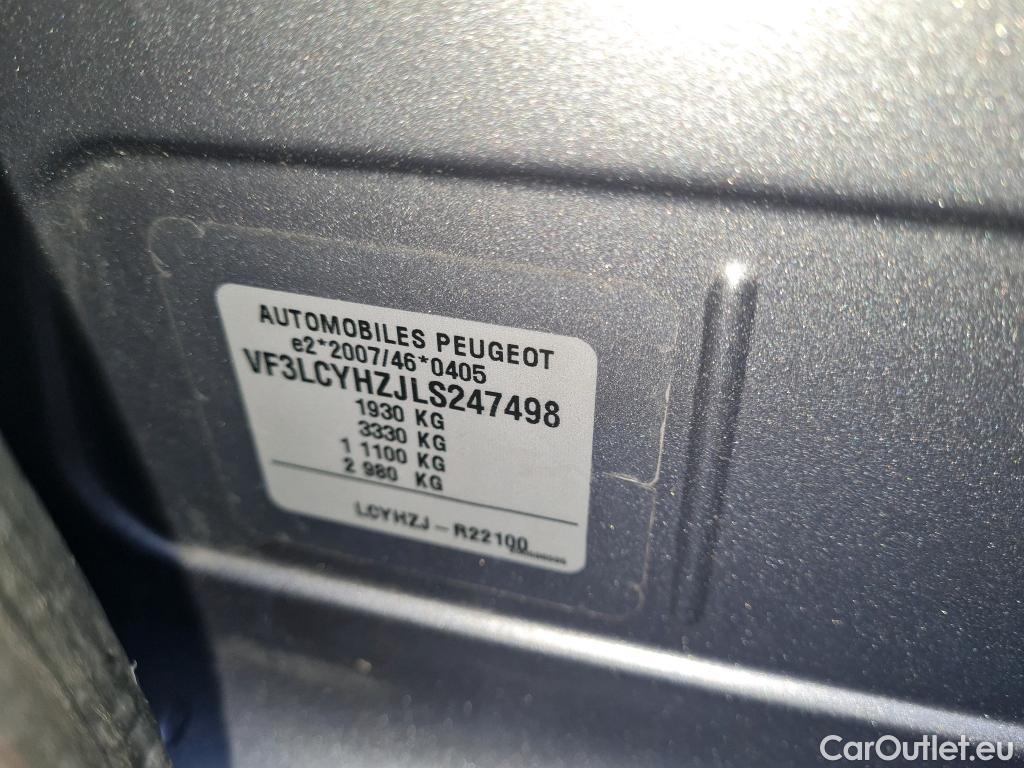 AUTOMOBILES PEUGEOT
e2*2007/46*0405
VF3LCYHZJLS247498
1930 KG
3330 KG
1 1100 KG
2 980 KG
LCYHZJ – R22100
CarOutlet.eu